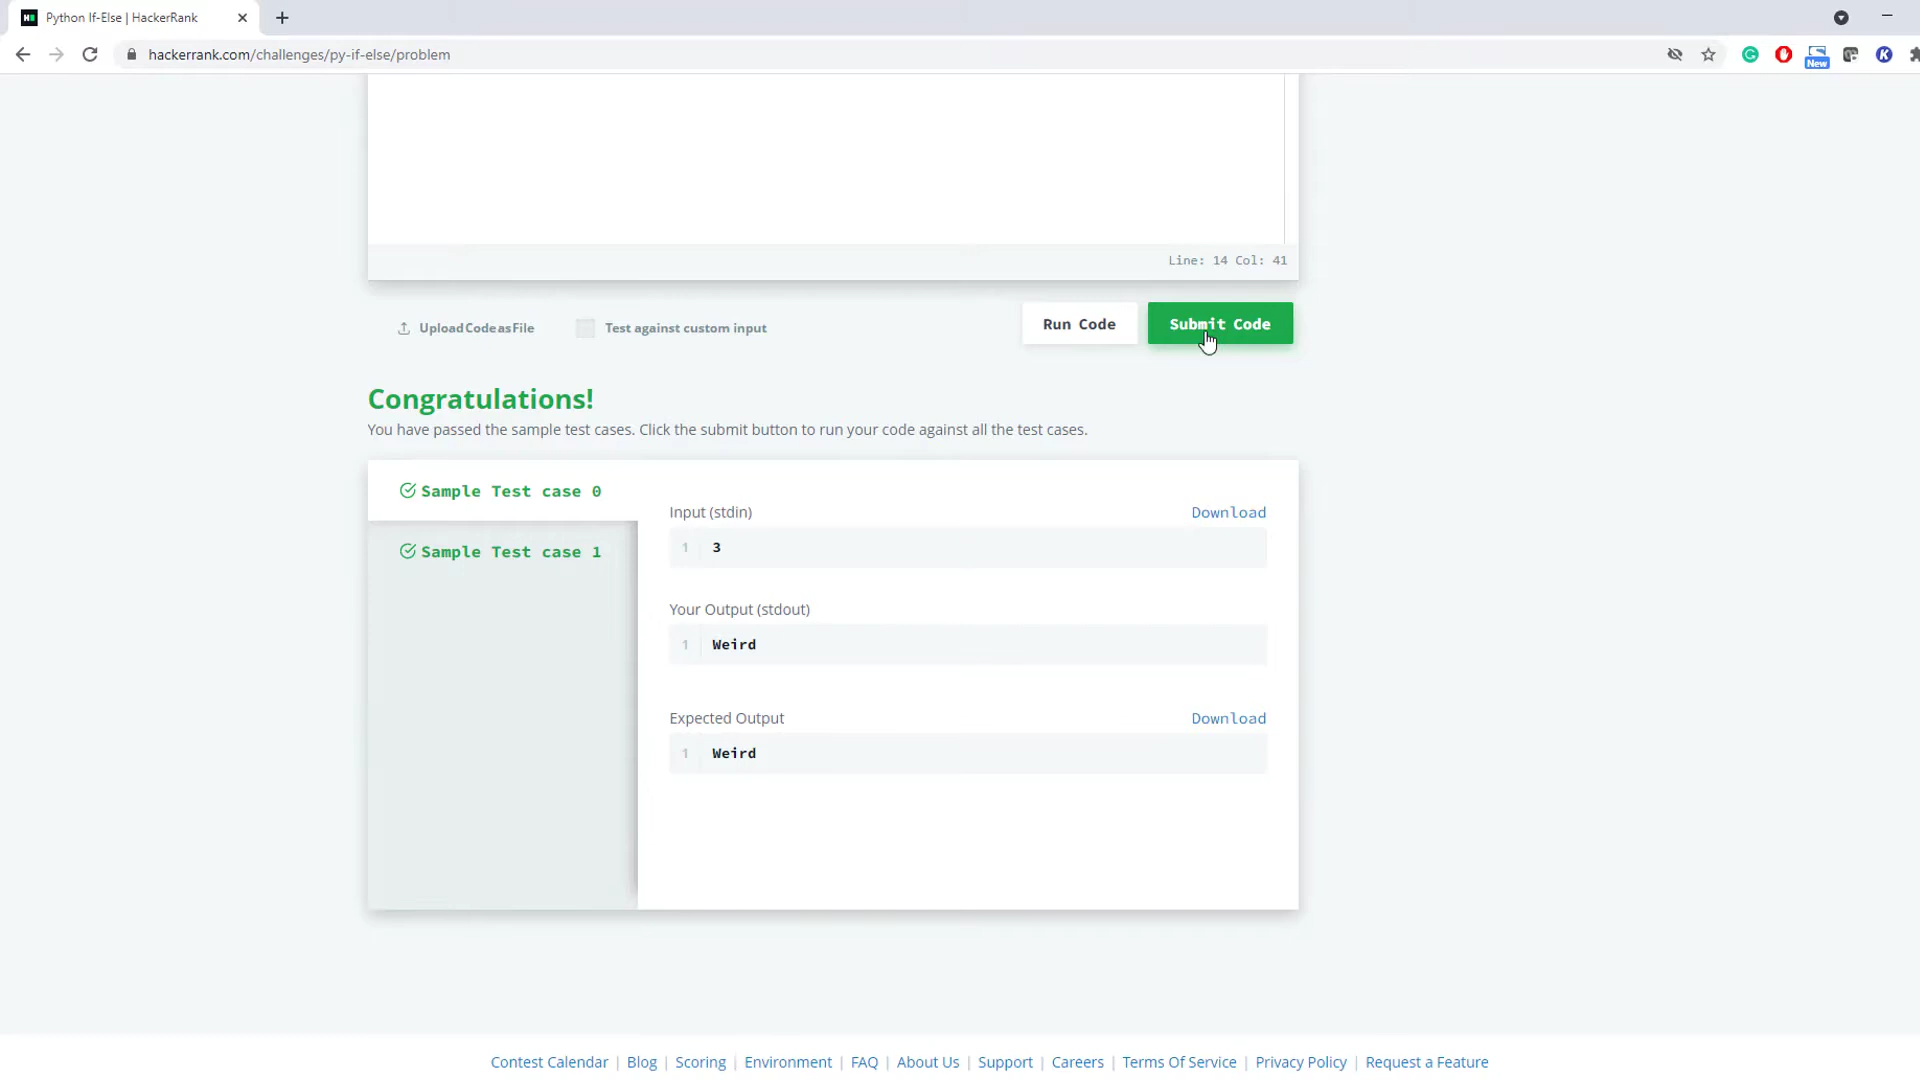 Python If-Else | HackerRank
hackerrank.com/challenges/py-if-else/problem
New
Line: 14 Col: 41
Upload Code as File
Test against custom input
Run Code
Submit Code
Congratulations!
You have passed the sample test cases. Click the submit button to run your code against all the test cases.
Sample Test case 0
Sample Test case 1
Input (stdin)
Download
1 3
Your Output (stdout)
1 Weird
Expected Output
Download
1 Weird
Contest Calendar | Blog | Scoring | Environment | FAQ | About Us | Support | Careers | Terms Of Service | Privacy Policy | Request a Feature